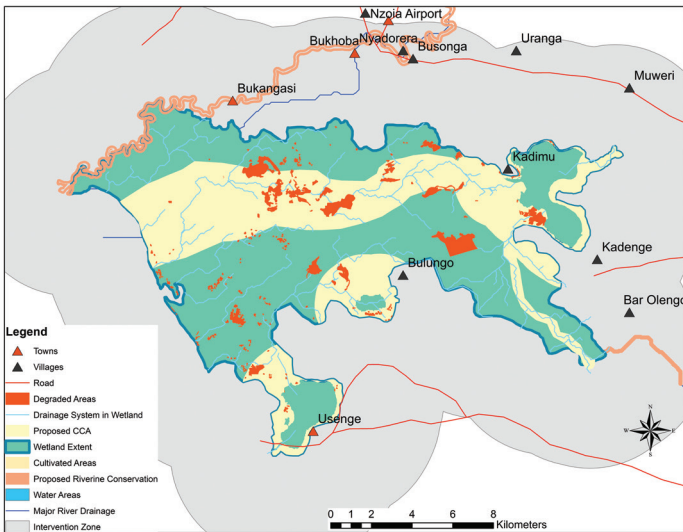 Nzoia Airport
Bukhoba
Nyadorera
Busonga
Uranga
Bukangasi
Muweri
Kadimu
Kadenge
Bulungo
Bar Olengo
Usenge
Legend
Towns
Villages
Road
Degraded Areas
Drainage System in Wetland
Proposed CCA
Wetland Extent
Cultivated Areas
Proposed Riverine Conservation
Water Areas
Major River Drainage
Intervention Zone
N
W E
S
0 1 2 4 6 8
Kilometers